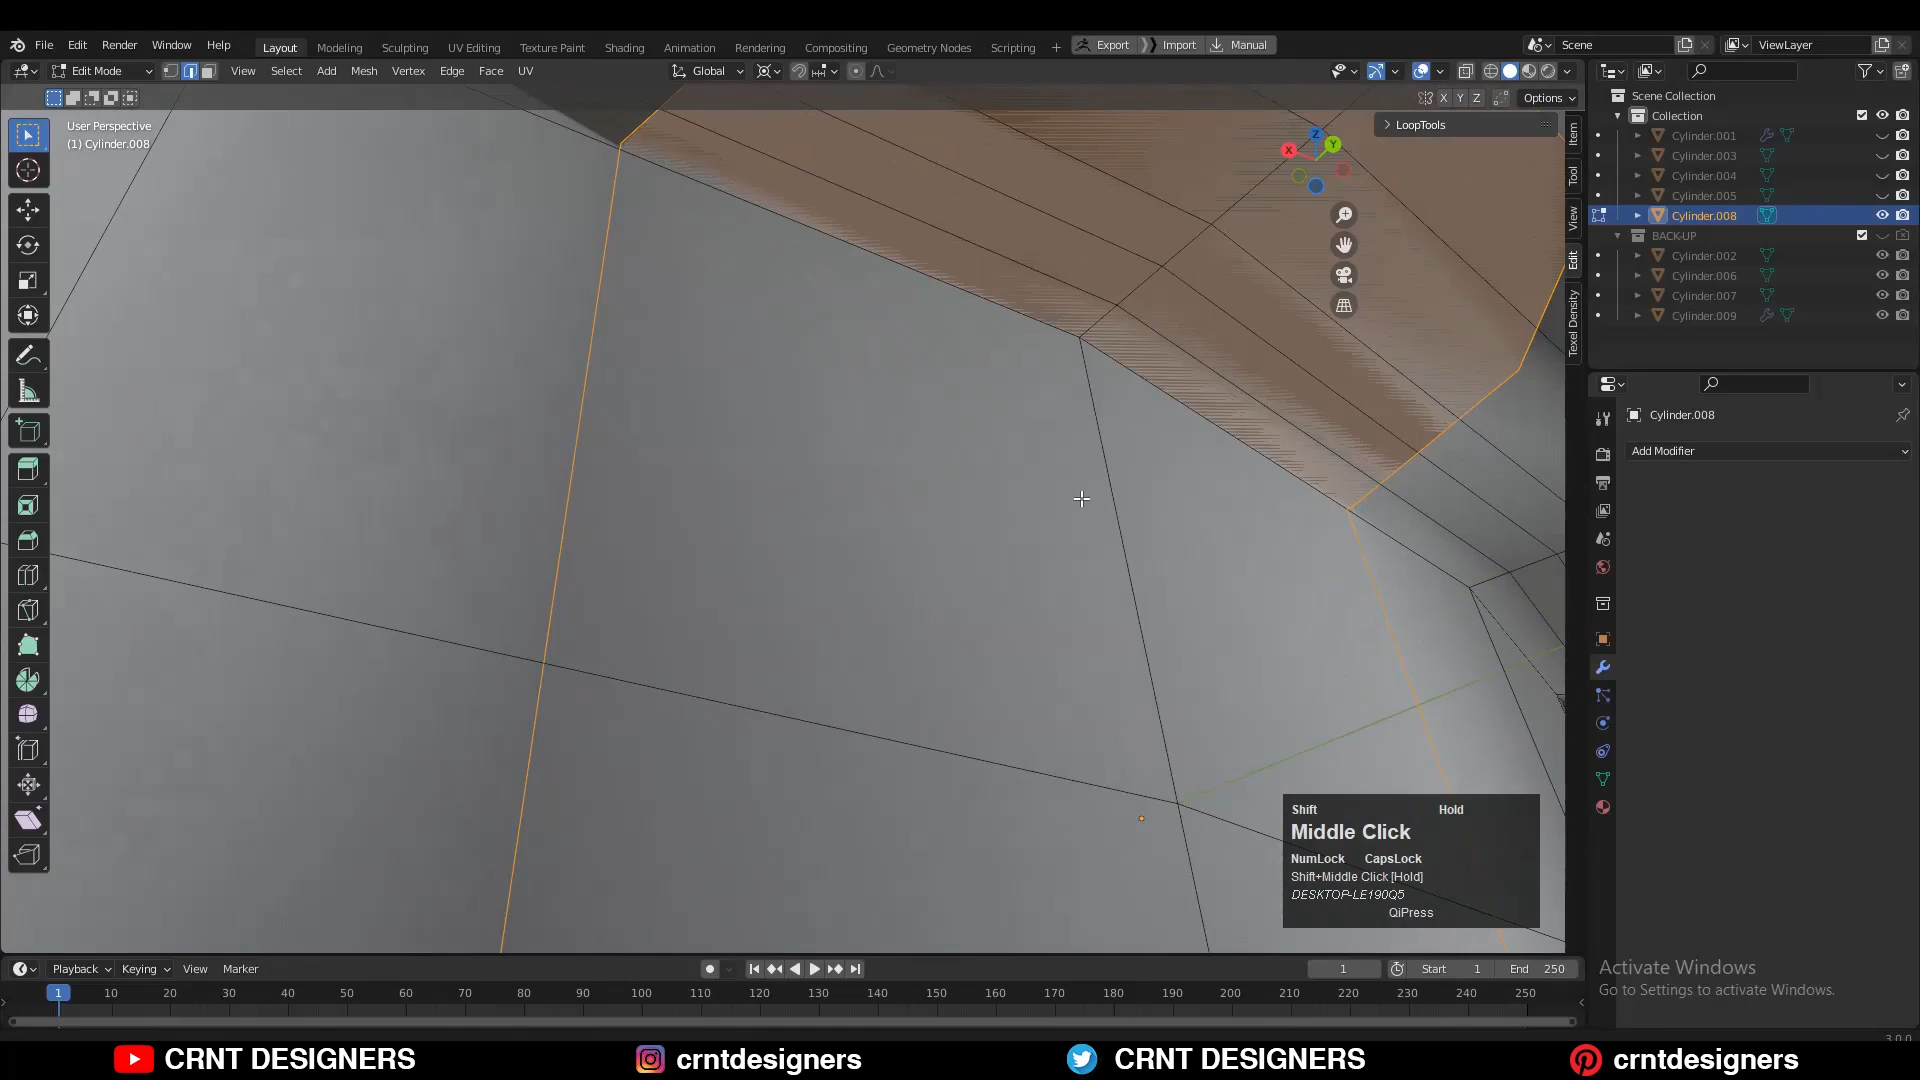 File Edit Render Window Help Layout Modeling Sculpting UV Editing Texture Paint Shading Animation Rendering Compositing Geometry Nodes Scripting + Export Import Manual Scene ViewLayer
Edit Mode View Select Add Mesh Vertex Edge Face UV Global
X Y Z Options
User Perspective
(1) Cylinder.008
LoopTools
X Y Z
Item
Tool
View
Edit
Texel Density
Scene Collection
Collection
Cylinder.001
Cylinder.003
Cylinder.004
Cylinder.005
Cylinder.008
BACK-UP
Cylinder.002
Cylinder.006
Cylinder.007
Cylinder.009
Cylinder.008
Add Modifier
Shift Hold
Middle Click
NumLock CapsLock
Shift+Middle Click [Hold]
DESKTOP-LE190Q5
QiPress
Activate Windows
Go to Settings to activate Windows.
Playback Keying View Marker 1 Start 1 End 250
1 10 20 30 40 50 60 70 80 90 100 110 120 130 140 150 160 170 180 190 200 210 220 230 240 250
3.0.0
CRNT DESIGNERS crntdesigners CRNT DESIGNERS crntdesigners